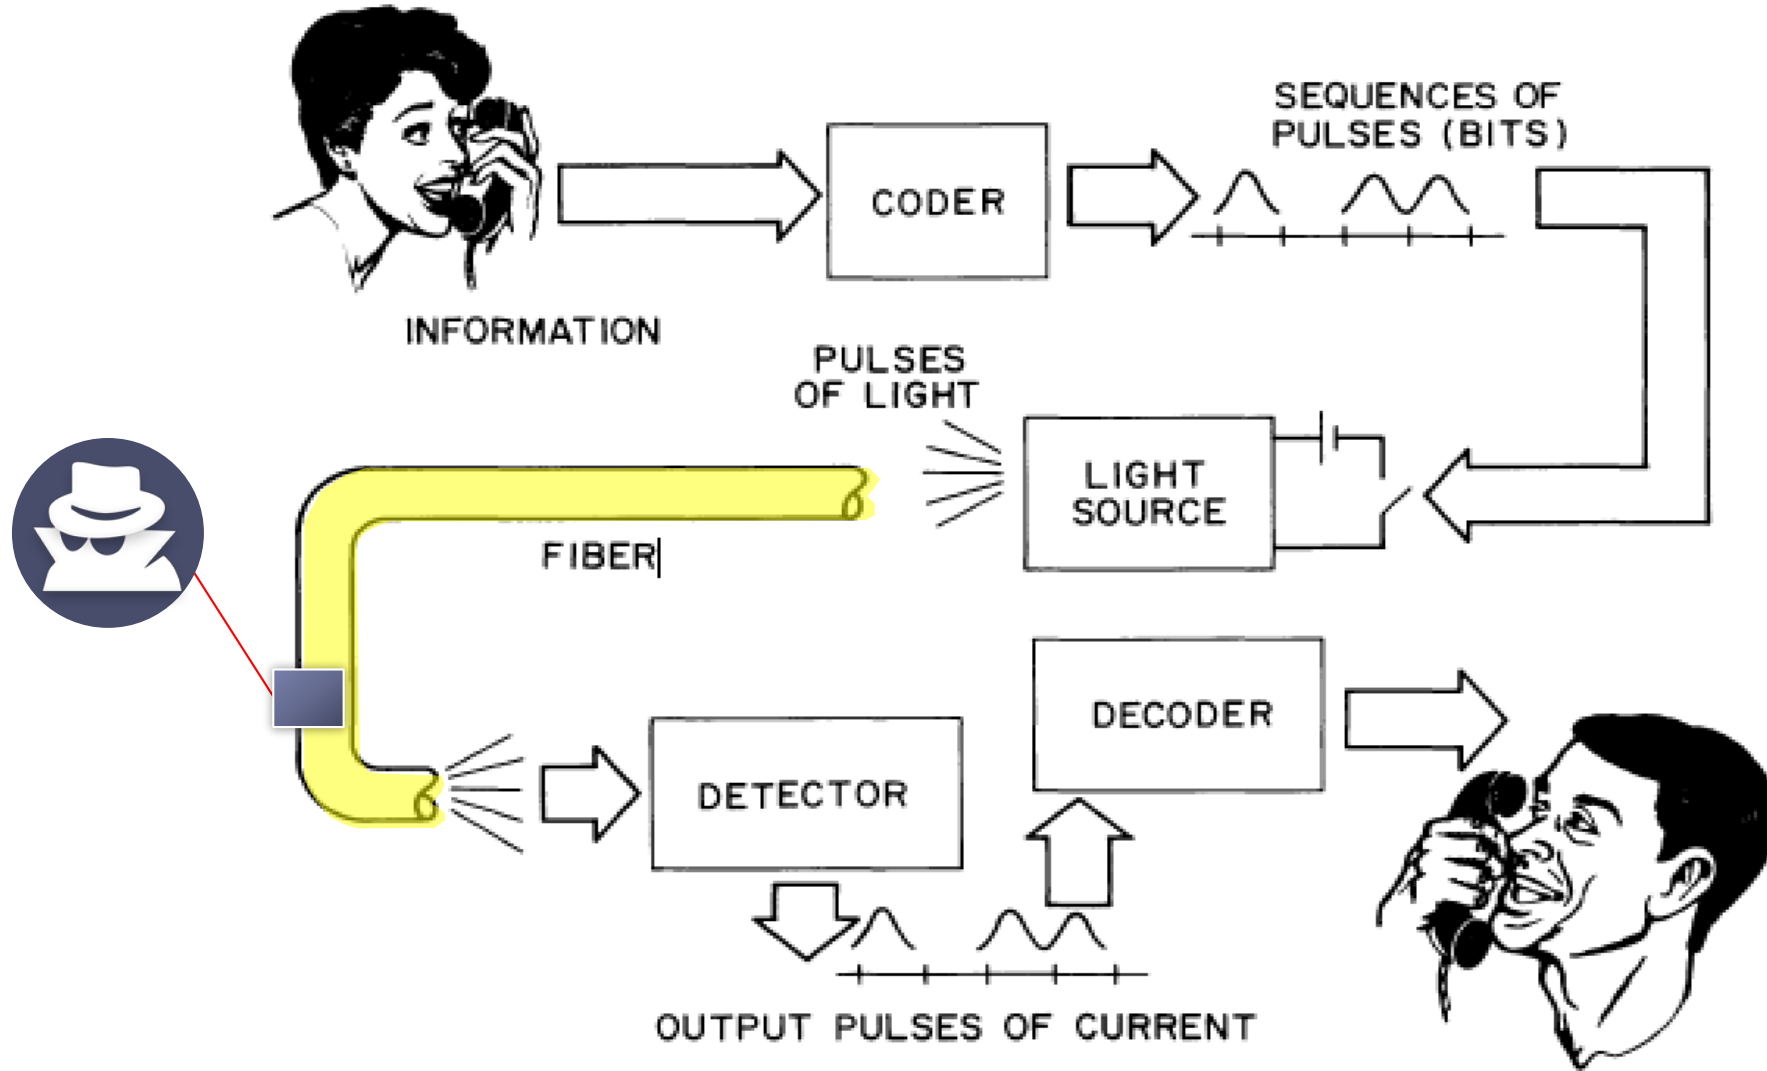 SEQUENCES OF
PULSES (BITS)
CODER
INFORMATION
PULSES
OF LIGHT
LIGHT
SOURCE
FIBER
DECODER
DETECTOR
OUTPUT PULSES OF CURRENT